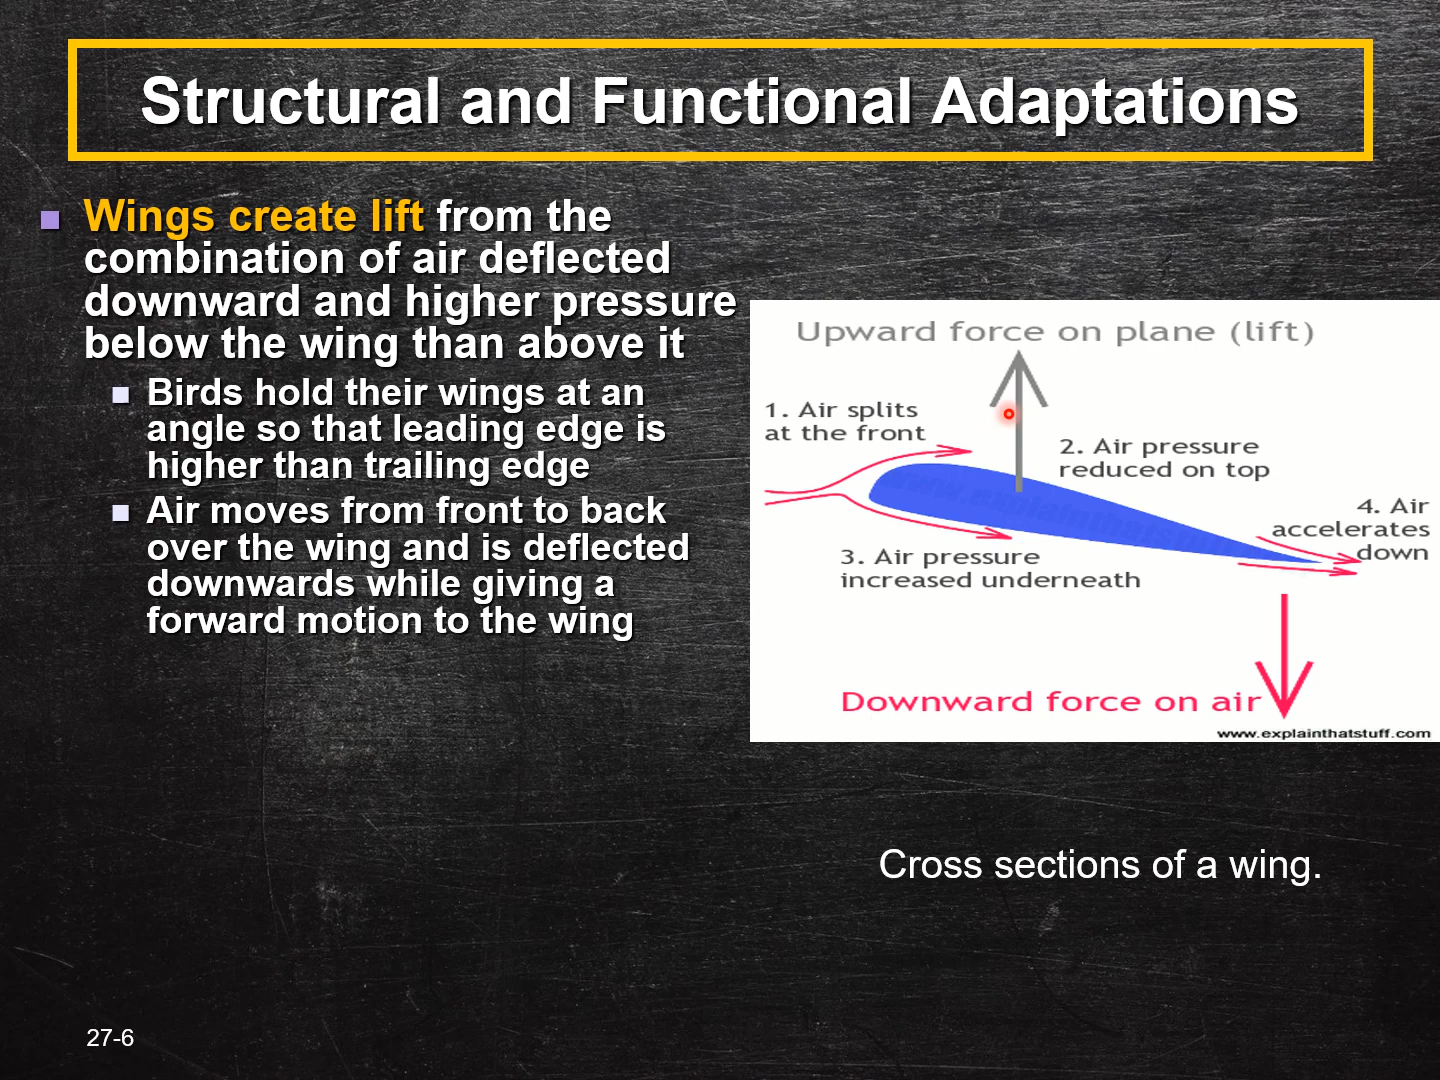 Structural and Functional Adaptations
Wings create lift from the
combination of air deflected
downward and higher pressure
below the wing than above it
Birds hold their wings at an
angle so that leading edge is
higher than trailing edge
Air moves from front to back
over the wing and is deflected
downwards while giving a
forward motion to the wing
Upward force on plane (lift)
1. Air splits
at the front
2. Air pressure
reduced on top
3. Air pressure
increased underneath
4. Air
accelerates
down
Downward force on air
www.explainthatstuff.com
Cross sections of a wing.
27-6